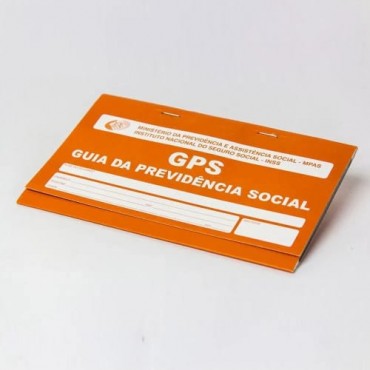 MINISTÉRIO DA PREVIDÊNCIA E ASSISTÊNCIA SOCIAL - MPAS
INSTITUTO NACIONAL DO SEGURO SOCIAL - INSS
GPS
GUIA DA PREVIDÊNCIA SOCIAL